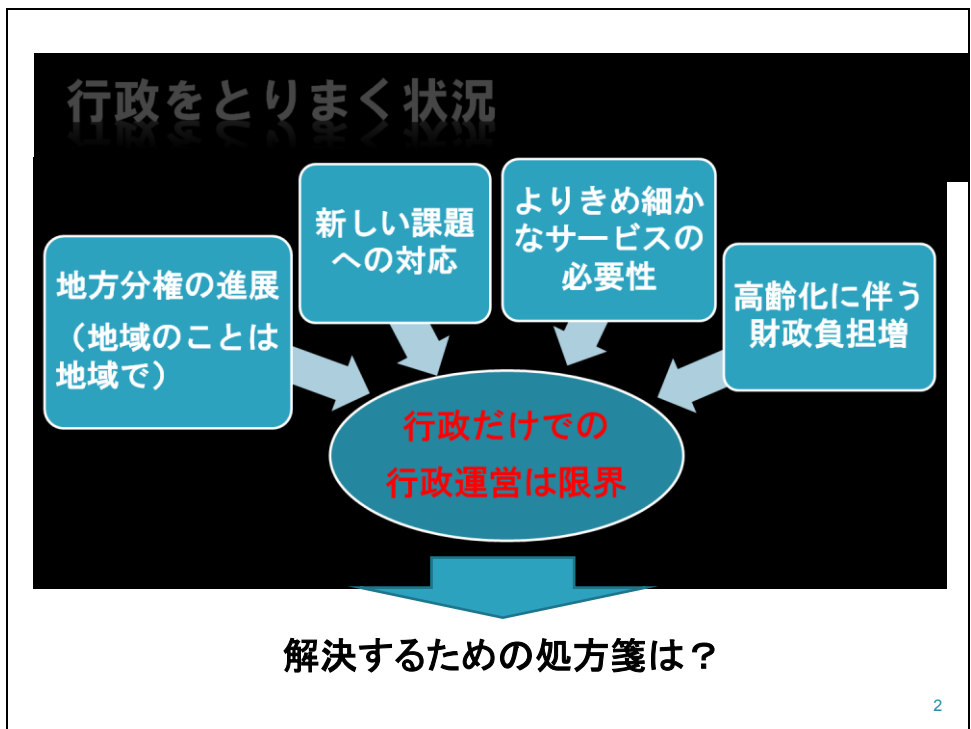 行政をとりまく状況
地方分権の進展
（地域のことは
地域で）
新しい課題
への対応
よりきめ細か
なサービスの
必要性
高齢化に伴う
財政負担増
行政だけでの
行政運営は限界
解決するための処方箋は？
2